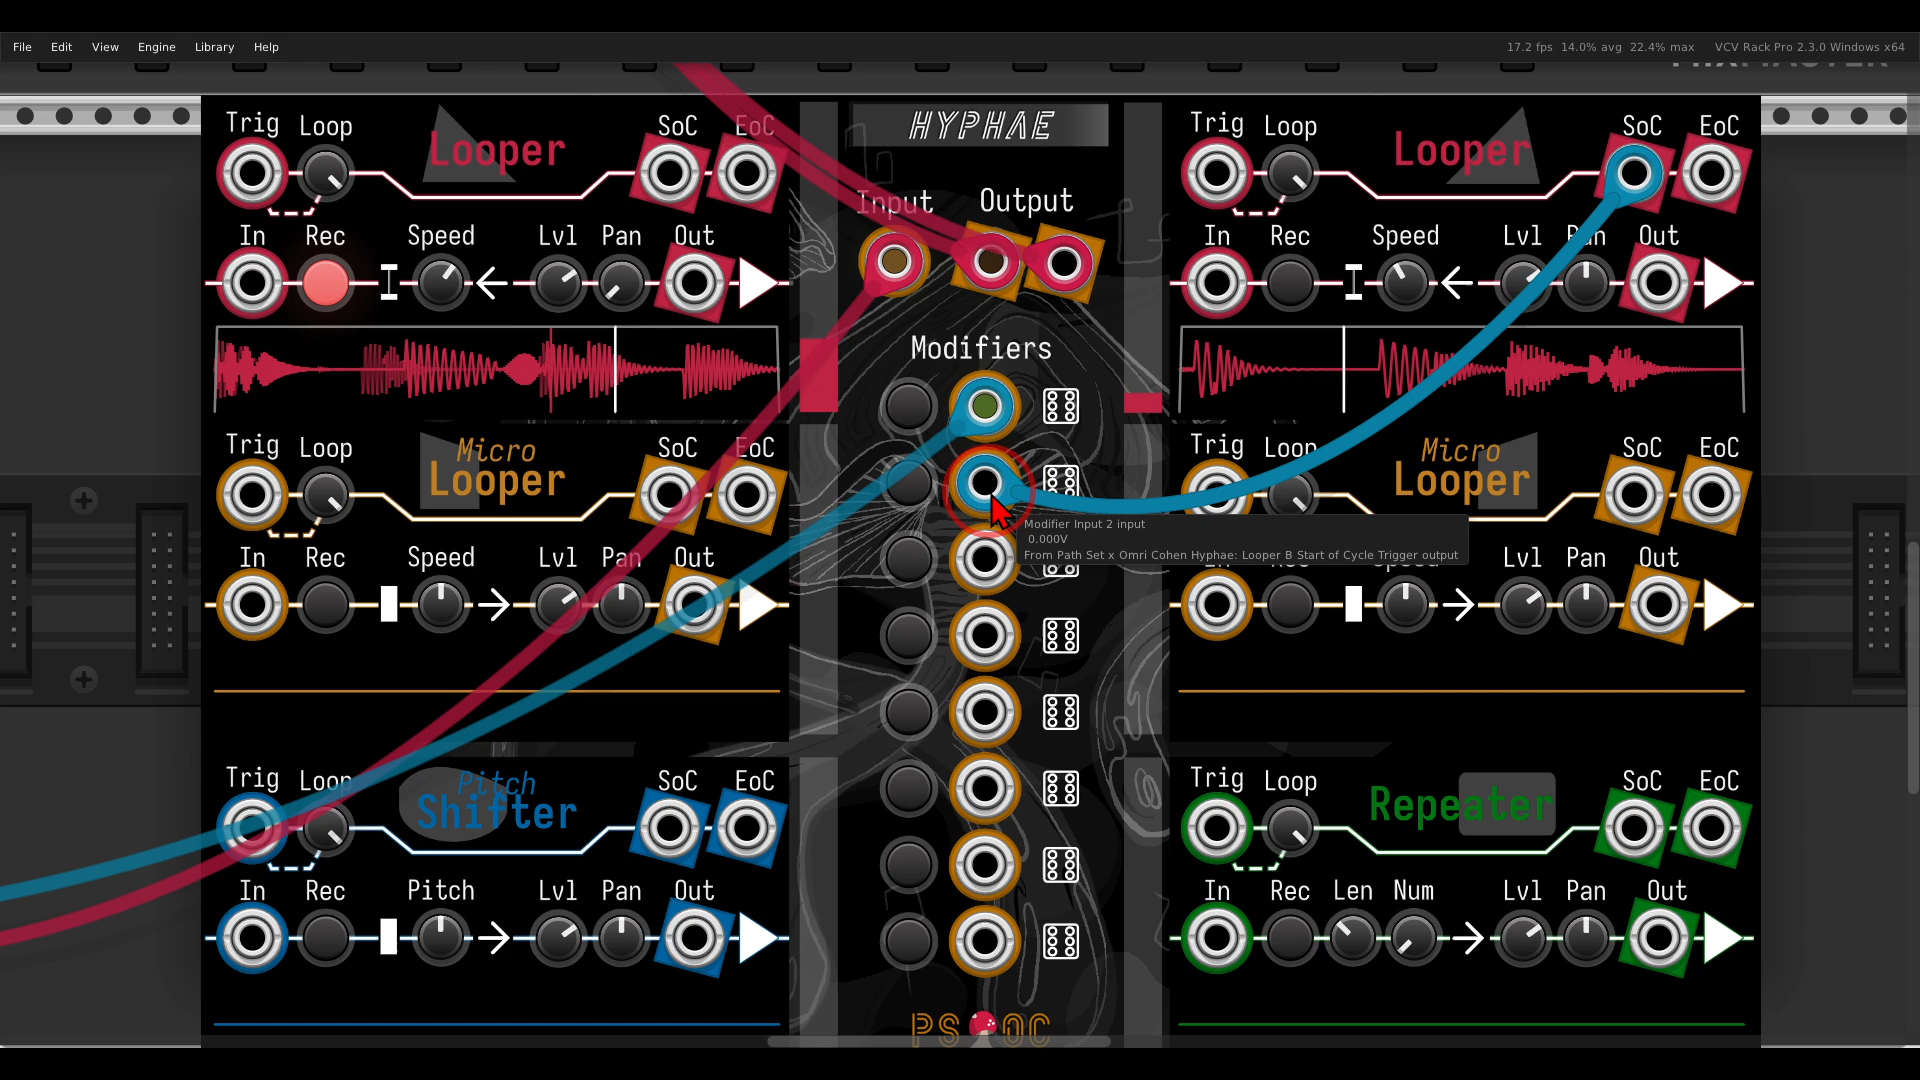 File Edit View Engine Library Help
17.2 fps 14.0% avg 22.4% max VCV Rack Pro 2.3.0 Windows x64
Trig Loop Looper SoC EoC
In Rec Speed Lvl Pan Out
Micro
Trig Loop Looper SoC EoC
In Rec Speed Lvl Pan Out
Pitch
Trig Loop Shifter SoC EoC
In Rec Pitch Lvl Pan Out
HYPHAE
Input Output
Modifiers
Modifier Input 2 input
0.000V
From Path Set x Omri Cohen Hyphae: Looper B Start of Cycle Trigger output
PS OC
Trig Loop Looper SoC EoC
In Rec Speed Lvl Pan Out
Micro
Trig Loop Looper SoC EoC
Lvl Pan Out
Trig Loop Repeater SoC EoC
In Rec Len Num Lvl Pan Out